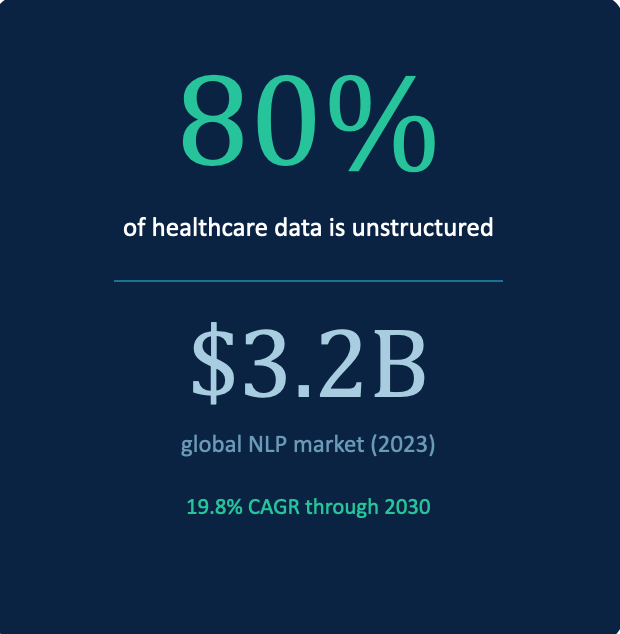 80%
of healthcare data is unstructured
$3.2B
global NLP market (2023)
19.8% CAGR through 2030